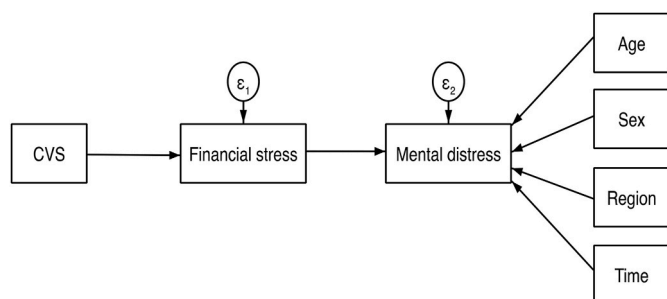 Age
ε1
ε2
Sex
CVS
Financial stress
Mental distress
Region
Time